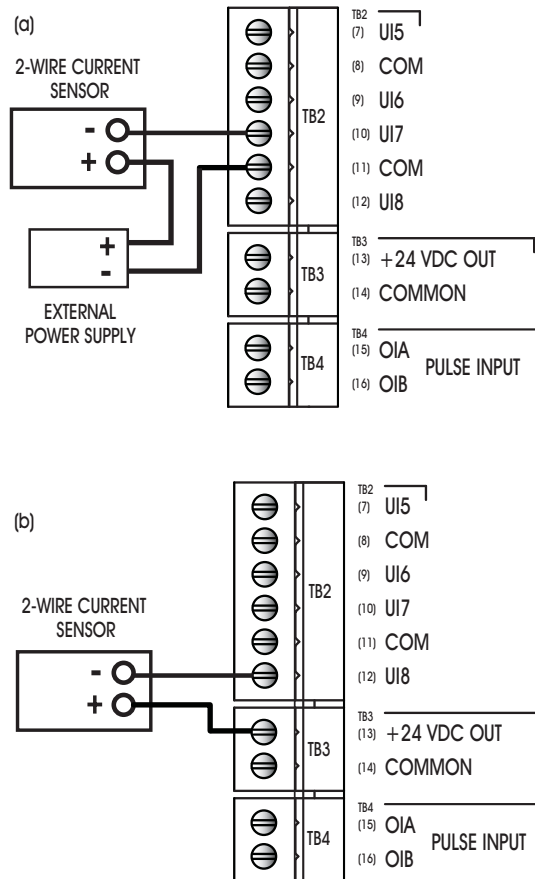 (a)
2-WIRE CURRENT
SENSOR
-
+
+
-
EXTERNAL
POWER SUPPLY
TB2
TB3
TB4
TB2
(7) UI5
(8) COM
(9) UI6
(10) UI7
(11) COM
(12) UI8
TB3
(13) +24 VDC OUT
(14) COMMON
TB4
(15) OIA
PULSE INPUT
(16) OIB
(b)
2-WIRE CURRENT
SENSOR
-
+
TB2
TB3
TB4
TB2
(7) UI5
(8) COM
(9) UI6
(10) UI7
(11) COM
(12) UI8
TB3
(13) +24 VDC OUT
(14) COMMON
TB4
(15) OIA
PULSE INPUT
(16) OIB